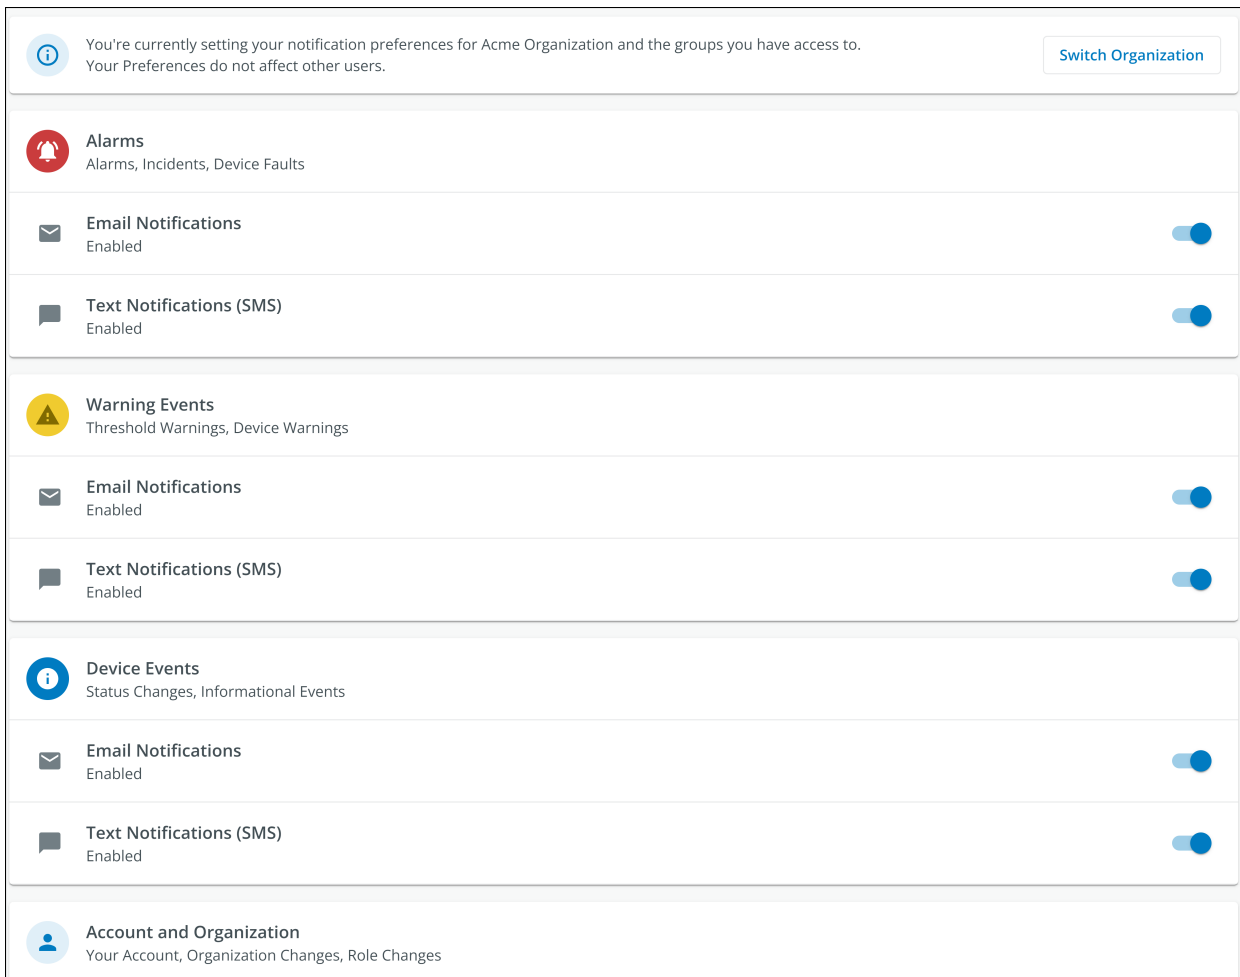 You're currently setting your notification preferences for Acme Organization and the groups you have access to.
Your Preferences do not affect other users.
Switch Organization
Alarms
Alarms, Incidents, Device Faults
Email Notifications
Enabled
Text Notifications (SMS)
Enabled
Warning Events
Threshold Warnings, Device Warnings
Email Notifications
Enabled
Text Notifications (SMS)
Enabled
Device Events
Status Changes, Informational Events
Email Notifications
Enabled
Text Notifications (SMS)
Enabled
Account and Organization
Your Account, Organization Changes, Role Changes